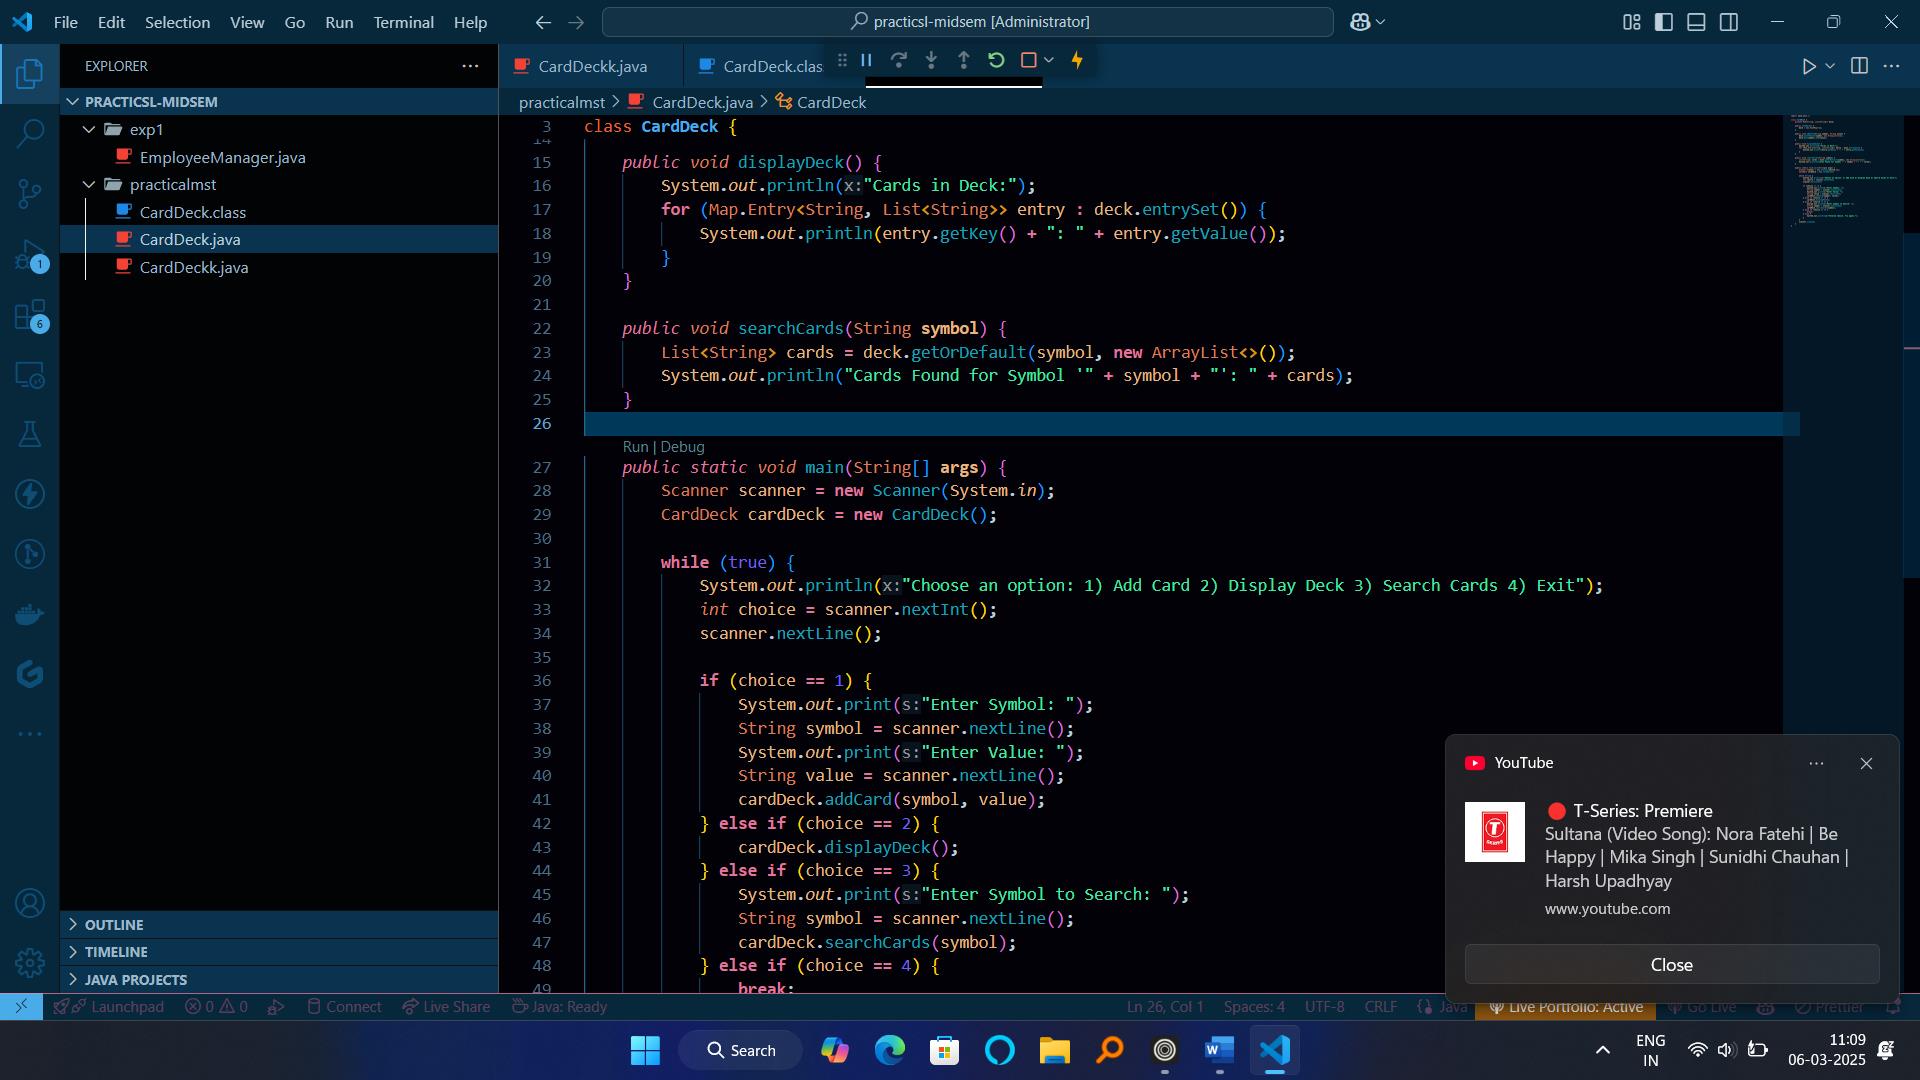 File Edit Selection View Go Run Terminal Help
practicsl-midsem [Administrator]
EXPLORER
PRACTICSL-MIDSEM
exp1
EmployeeManager.java
practicalmst
CardDeck.class
CardDeck.java
CardDeckk.java
1
6
OUTLINE
TIMELINE
JAVA PROJECTS
CardDeckk.java
CardDeck.clas
practicalmst > CardDeck.java > CardDeck
3 class CardDeck {
14
15 public void displayDeck() {
16 System.out.println(x:"Cards in Deck:");
17 for (Map.Entry<String, List<String>> entry : deck.entrySet()) {
18 System.out.println(entry.getKey() + ": " + entry.getValue());
19 }
20 }
21
22 public void searchCards(String symbol) {
23 List<String> cards = deck.getOrDefault(symbol, new ArrayList<>());
24 System.out.println("Cards Found for Symbol '" + symbol + "': " + cards);
25 }
26
Run | Debug
27 public static void main(String[] args) {
28 Scanner scanner = new Scanner(System.in);
29 CardDeck cardDeck = new CardDeck();
30
31 while (true) {
32 System.out.println(x:"Choose an option: 1) Add Card 2) Display Deck 3) Search Cards 4) Exit");
33 int choice = scanner.nextInt();
34 scanner.nextLine();
35
36 if (choice == 1) {
37 System.out.print(s:"Enter Symbol: ");
38 String symbol = scanner.nextLine();
39 System.out.print(s:"Enter Value: ");
40 String value = scanner.nextLine();
41 cardDeck.addCard(symbol, value);
42 } else if (choice == 2) {
43 cardDeck.displayDeck();
44 } else if (choice == 3) {
45 System.out.print(s:"Enter Symbol to Search: ");
46 String symbol = scanner.nextLine();
47 cardDeck.searchCards(symbol);
48 } else if (choice == 4) {
49 break;
YouTube
T-Series: Premiere
Sultana (Video Song): Nora Fatehi | Be
Happy | Mika Singh | Sunidhi Chauhan |
Harsh Upadhyay
www.youtube.com
Close
Launchpad 0 0 Connect Live Share Java: Ready Ln 26, Col 1 Spaces: 4 UTF-8 CRLF Java Live Portfolio: Active Go Live Prettier
Search
ENG
IN
11:09
06-03-2025